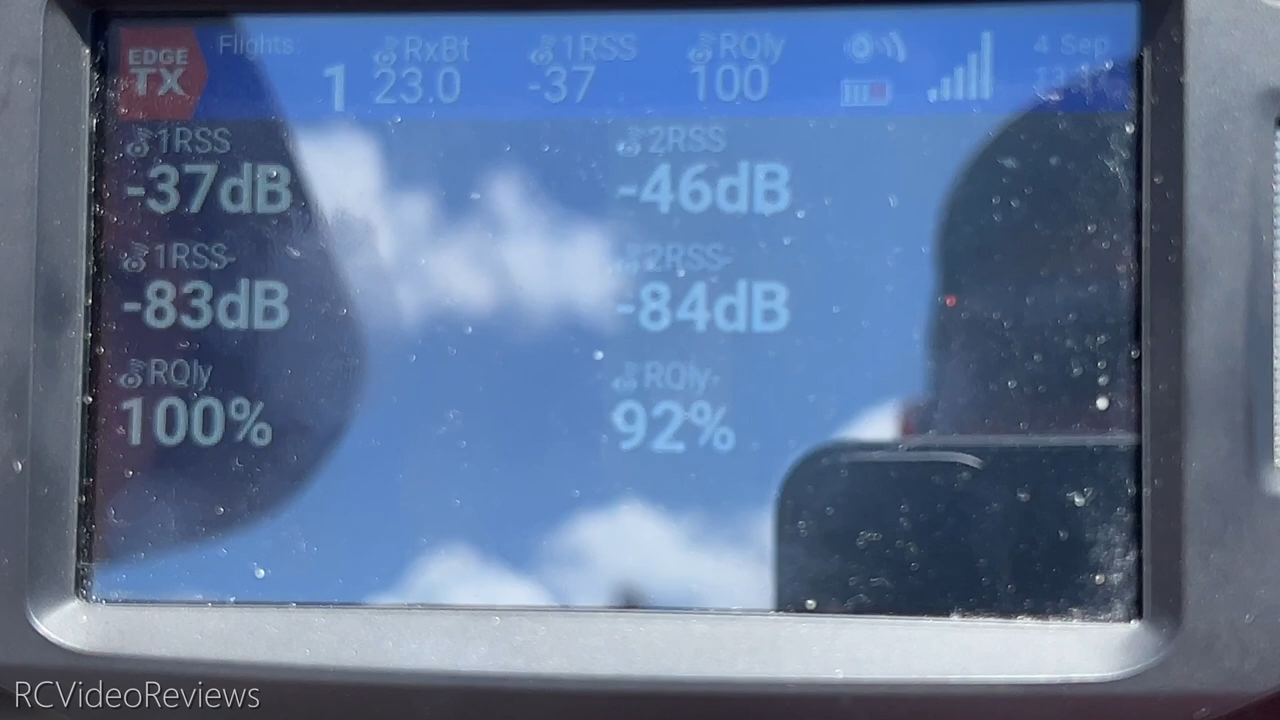 EDGE
TX
Flights
1
RxBt
23.0
1RSS
-37
RQly
100
4 Sep
1RSS
-37dB
2RSS
-46dB
1RSS-
-83dB
2RSS-
-84dB
RQly
100%
RQly-
92%
RCVideoReviews